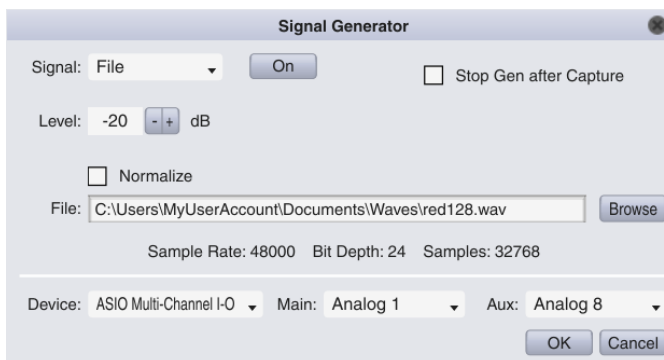 Signal Generator
Signal: File On Stop Gen after Capture
Level: -20 - + dB
Normalize
File: C:\Users\MyUserAccount\Documents\Waves\red128.wav Browse
Sample Rate: 48000 Bit Depth: 24 Samples: 32768
Device: ASIO Multi-Channel I-O Main: Analog 1 Aux: Analog 8
OK Cancel